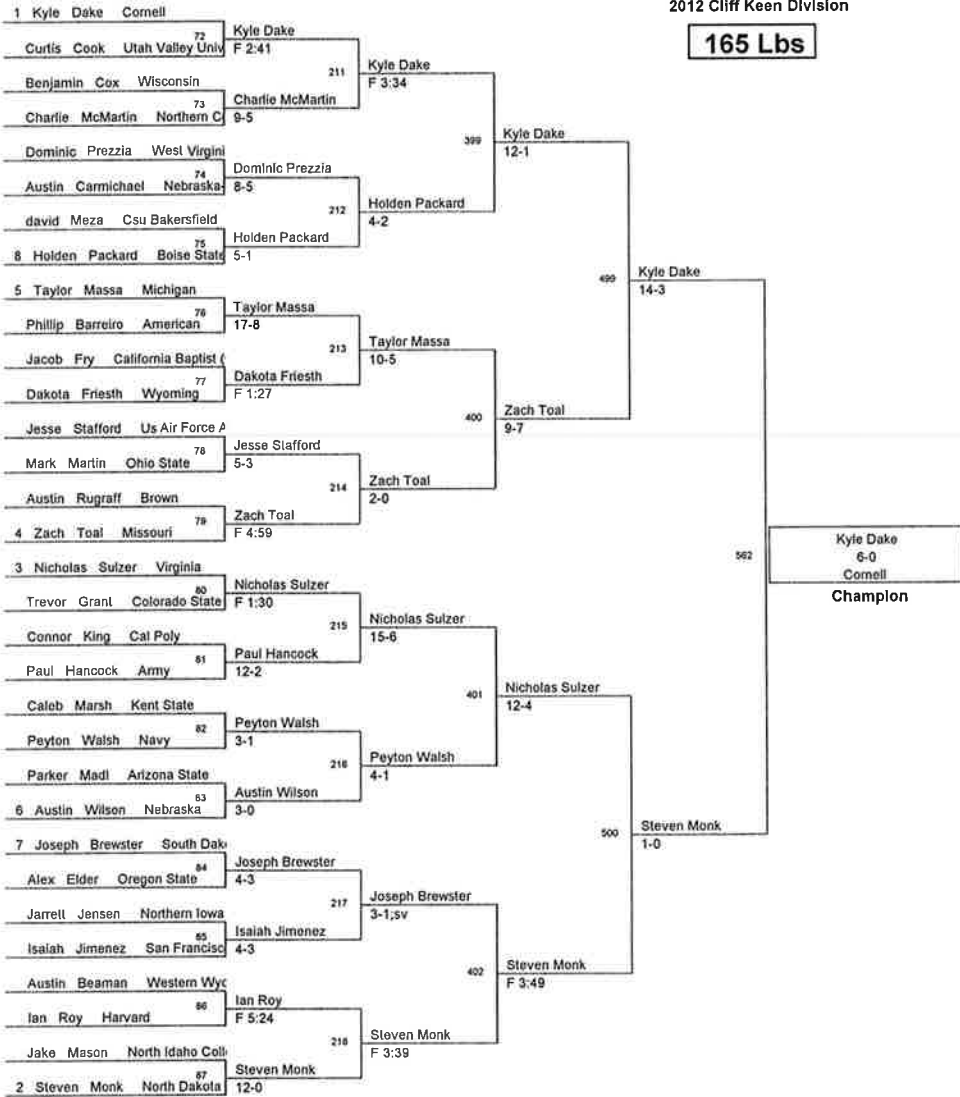 2012 Cliff Keen Division
165 Lbs
1 Kyle Dake Cornell
72
Curtis Cook Utah Valley Univ
Kyle Dake
F 2:41
Benjamin Cox Wisconsin
73
Charlie McMartin Northern C
Charlie McMartin
9-5
211
Kyle Dake
F 3:34
Dominic Prezzia West Virgini
74
Austin Carmichael Nebraska-
Dominic Prezzia
8-5
david Meza Csu Bakersfield
75
8 Holden Packard Boise State
Holden Packard
5-1
212
Holden Packard
4-2
399
Kyle Dake
12-1
5 Taylor Massa Michigan
76
Phillip Barreiro American
Taylor Massa
17-8
Jacob Fry California Baptist (
77
Dakota Friesth Wyoming
Dakota Friesth
F 1:27
213
Taylor Massa
10-5
Jesse Stafford Us Air Force A
78
Mark Martin Ohio State
Jesse Stafford
5-3
Austin Rugraff Brown
79
4 Zach Toal Missouri
Zach Toal
F 4:59
214
Zach Toal
2-0
400
Zach Toal
9-7
499
Kyle Dake
14-3
3 Nicholas Sulzer Virginia
80
Trevor Grant Colorado State
Nicholas Sulzer
F 1:30
Connor King Cal Poly
81
Paul Hancock Army
Paul Hancock
12-2
215
Nicholas Sulzer
15-6
Caleb Marsh Kent State
82
Peyton Walsh Navy
Peyton Walsh
3-1
Parker Madl Arizona State
83
6 Austin Wilson Nebraska
Austin Wilson
3-0
216
Peyton Walsh
4-1
401
Nicholas Sulzer
12-4
7 Joseph Brewster South Dak
84
Alex Elder Oregon State
Joseph Brewster
4-3
Jarrell Jensen Northern Iowa
85
Isaiah Jimenez San Francisc
Isaiah Jimenez
4-3
217
Joseph Brewster
3-1;sv
Austin Beaman Western Wyc
86
Ian Roy Harvard
Ian Roy
F 5:24
Jake Mason North Idaho Coll
87
2 Steven Monk North Dakota
Steven Monk
12-0
218
Steven Monk
F 3:39
402
Steven Monk
F 3:49
500
Steven Monk
1-0
562
Kyle Dake
6-0
Cornell
Champion